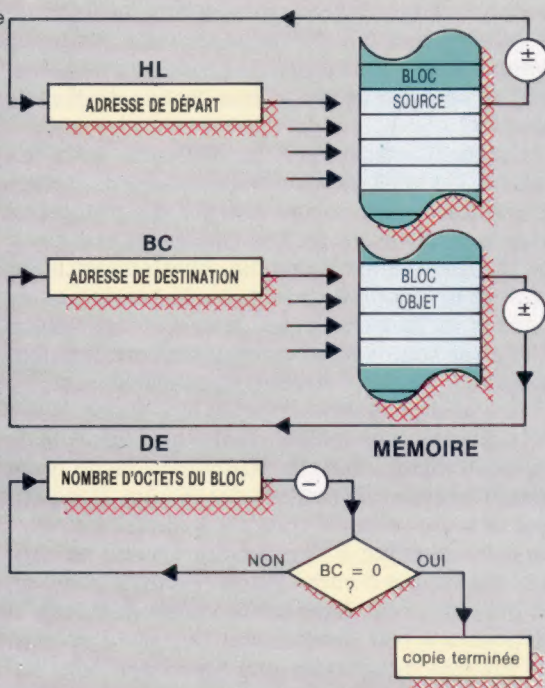 e
HL
ADRESSE DE DÉPART
BLOC
SOURCE
±
BC
ADRESSE DE DESTINATION
BLOC
OBJET
±
DE
MÉMOIRE
NOMBRE D'OCTETS DU BLOC
−
NON
BC = 0
?
OUI
copie terminée